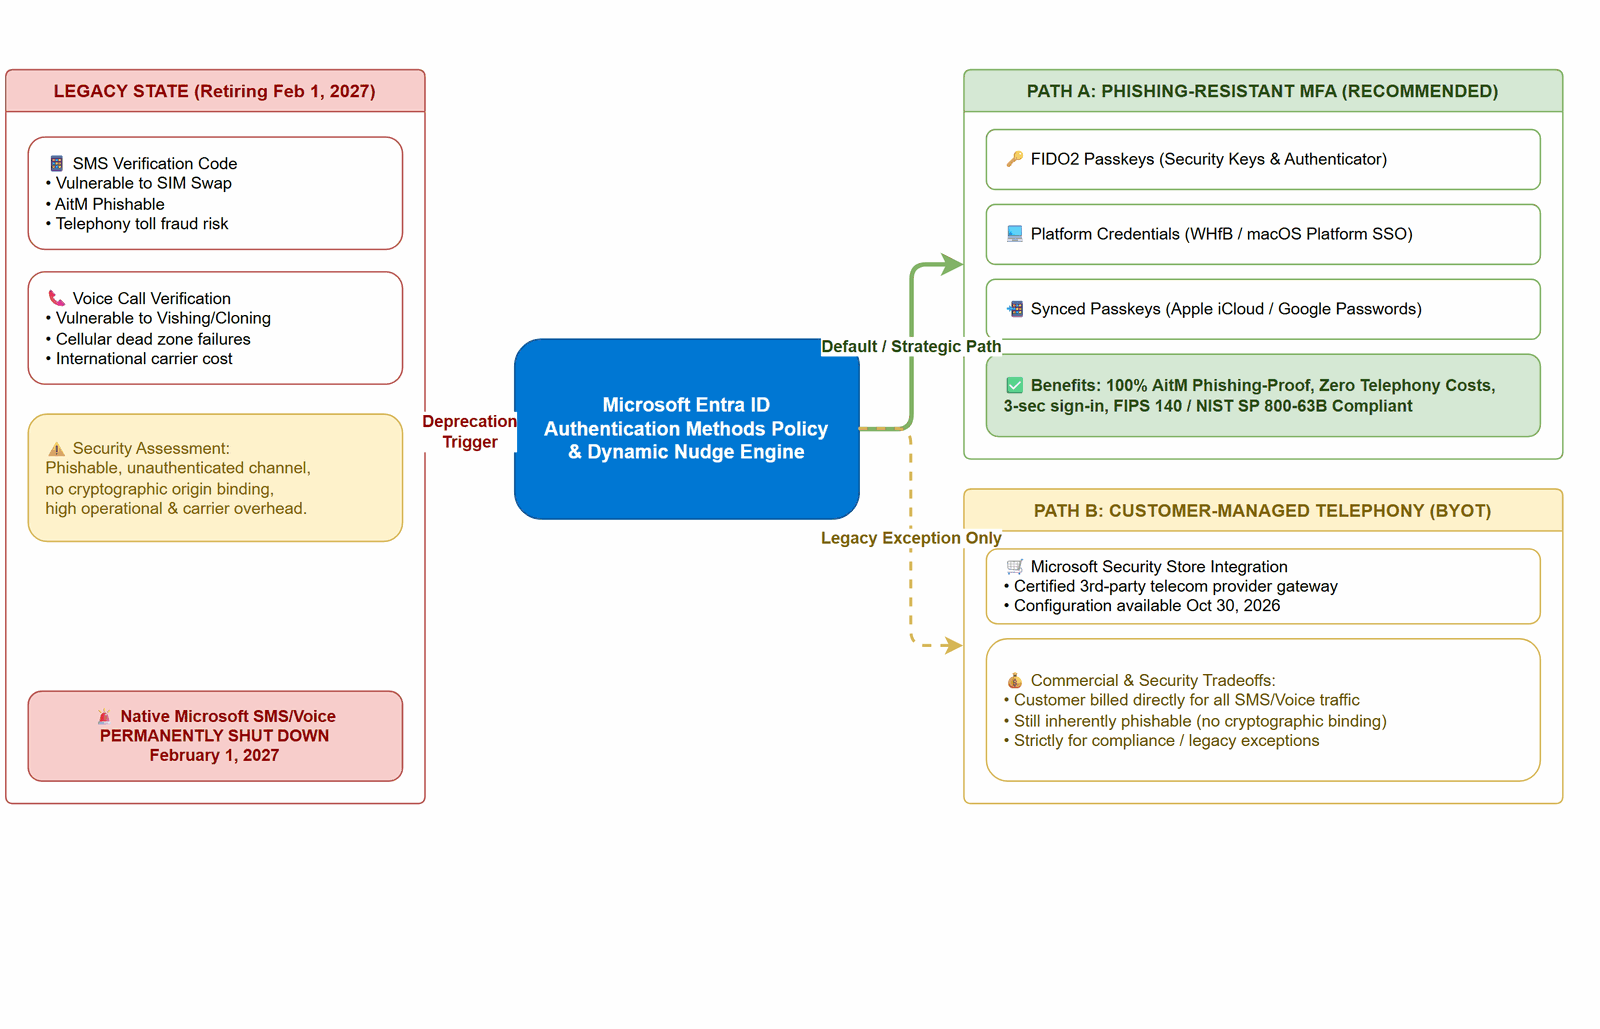 LEGACY STATE (Retiring Feb 1, 2027)
SMS Verification Code
• Vulnerable to SIM Swap
• AitM Phishable
• Telephony toll fraud risk
Voice Call Verification
• Vulnerable to Vishing/Cloning
• Cellular dead zone failures
• International carrier cost
Security Assessment:
Phishable, unauthenticated channel,
no cryptographic origin binding,
high operational & carrier overhead.
Native Microsoft SMS/Voice
PERMANENTLY SHUT DOWN
February 1, 2027
Deprecation
Trigger
Microsoft Entra ID
Authentication Methods Policy
& Dynamic Nudge Engine
Default / Strategic Path
Legacy Exception Only
PATH A: PHISHING-RESISTANT MFA (RECOMMENDED)
FIDO2 Passkeys (Security Keys & Authenticator)
Platform Credentials (WHfB / macOS Platform SSO)
Synced Passkeys (Apple iCloud / Google Passwords)
Benefits: 100% AitM Phishing-Proof, Zero Telephony Costs,
3-sec sign-in, FIPS 140 / NIST SP 800-63B Compliant
PATH B: CUSTOMER-MANAGED TELEPHONY (BYOT)
Microsoft Security Store Integration
• Certified 3rd-party telecom provider gateway
• Configuration available Oct 30, 2026
Commercial & Security Tradeoffs:
• Customer billed directly for all SMS/Voice traffic
• Still inherently phishable (no cryptographic binding)
• Strictly for compliance / legacy exceptions